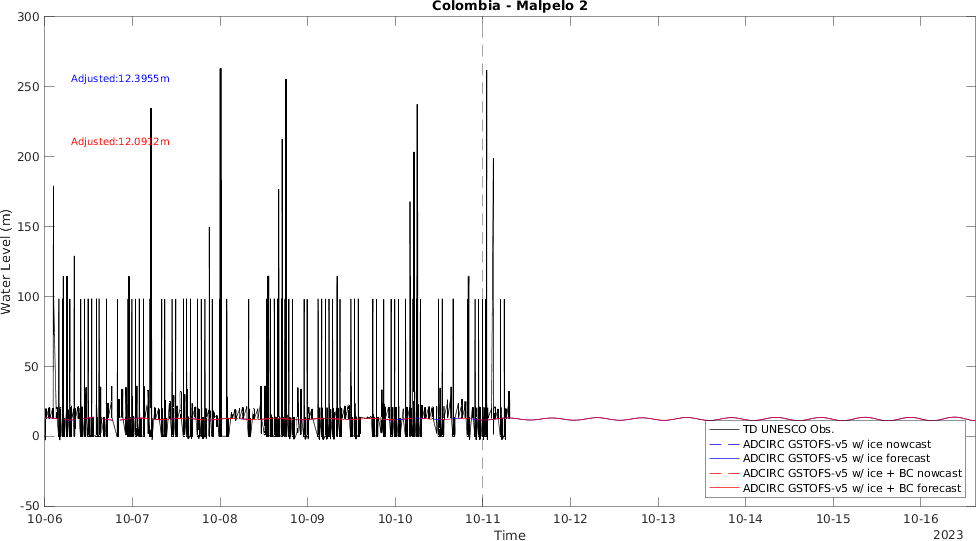 Colombia - Malpelo 2
300
250
200
150
100
50
0
-50
Water Level (m)
Adjusted:12.3955m
Adjusted:12.0912m
TD UNESCO Obs.
ADCIRC GSTOFS-v5 w/ ice nowcast
ADCIRC GSTOFS-v5 w/ ice forecast
ADCIRC GSTOFS-v5 w/ ice + BC nowcast
ADCIRC GSTOFS-v5 w/ ice + BC forecast
10-06 10-07 10-08 10-09 10-10 10-11 10-12 10-13 10-14 10-15 10-16
Time
2023